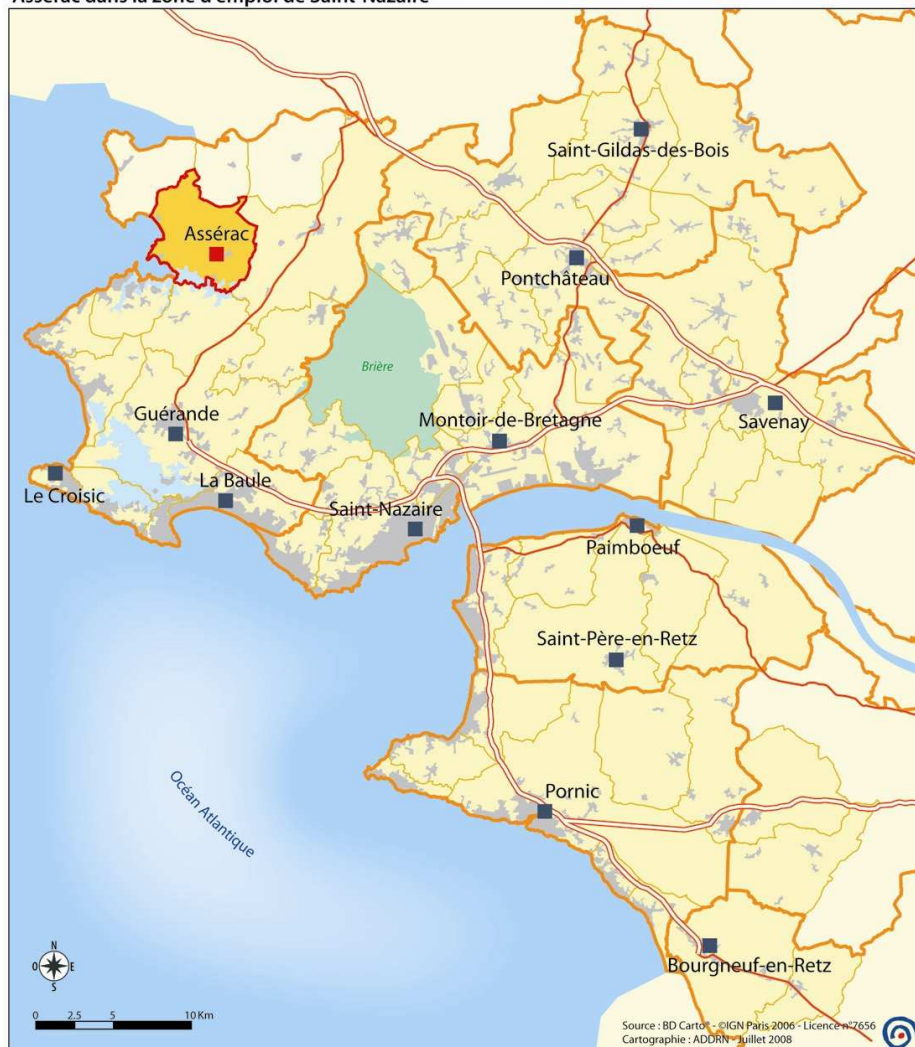 Assérac dans la zone d'emploi de Saint-Nazaire
Saint-Gildas-des-Bois
Assérac
Pontchâteau
Brière
Guérande
Montoir-de-Bretagne
Savenay
Le Croisic
La Baule
Saint-Nazaire
Paimboeuf
Saint-Père-en-Retz
Océan Atlantique
Pornic
Bourgneuf-en-Retz
N
O E
S
0 2.5 5 10 Km
Source : BD Carto® - ©IGN Paris 2006 - Licence n°7656
Cartographie : ADDRN - Juillet 2008